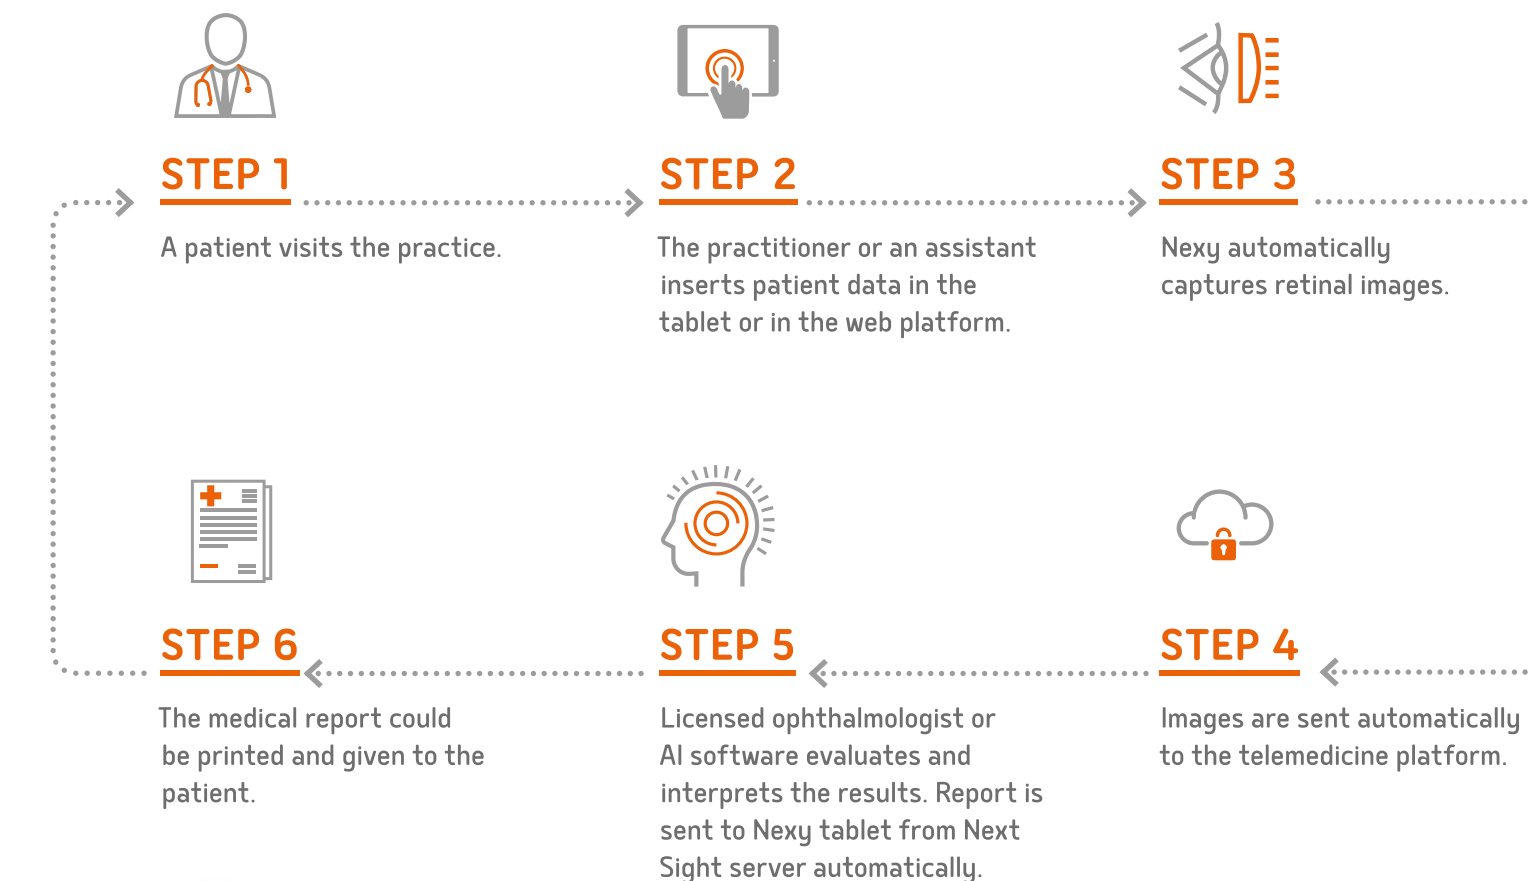 STEP 1
A patient visits the practice.
STEP 2
The practitioner or an assistant
inserts patient data in the
tablet or in the web platform.
STEP 3
Nexy automatically
captures retinal images.
STEP 4
Images are sent automatically
to the telemedicine platform.
STEP 5
Licensed ophthalmologist or
AI software evaluates and
interprets the results. Report is
sent to Nexy tablet from Next
Sight server automatically.
STEP 6
The medical report could
be printed and given to the
patient.